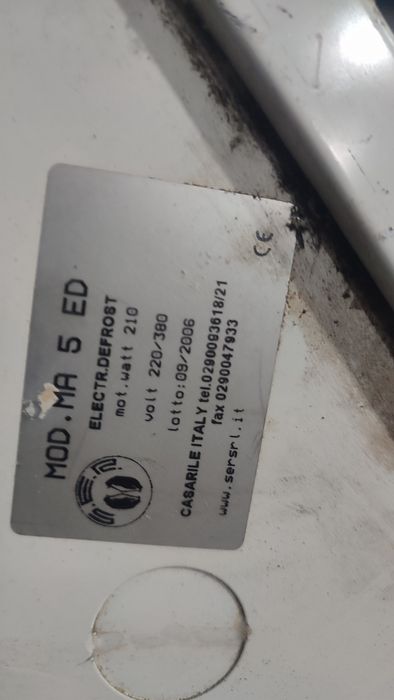 MOD.MA 5 ED
ELECTR.DEFROST
mot.watt 210
volt 220/380
lotto:09/2006
CASARILE ITALY tel.0290093618/21
fax 0290047933
www.sersrl.it
S.E.R.
CE